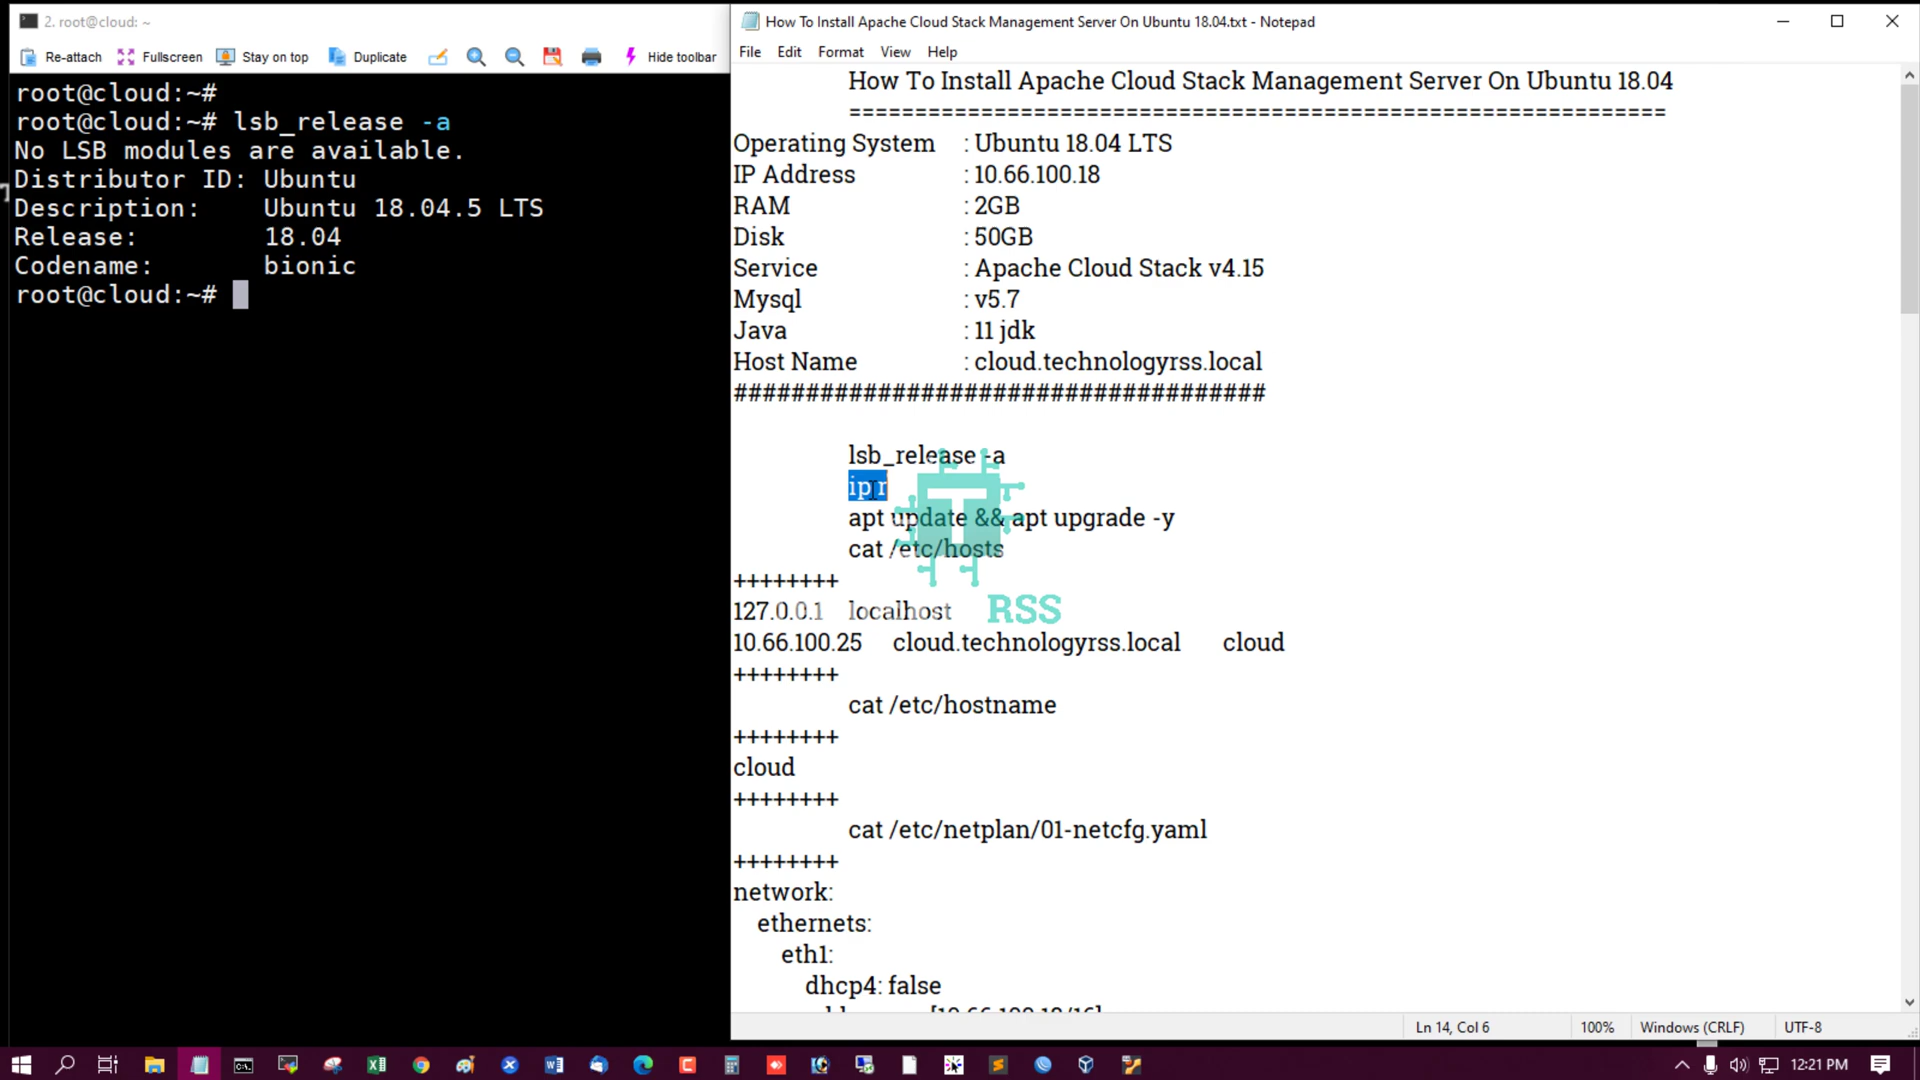 2. root@cloud: ~
Re-attach Fullscreen Stay on top Duplicate Hide toolbar
root@cloud:~#
root@cloud:~# lsb_release -a
No LSB modules are available.
Distributor ID: Ubuntu
Description: Ubuntu 18.04.5 LTS
Release: 18.04
Codename: bionic
root@cloud:~#
How To Install Apache Cloud Stack Management Server On Ubuntu 18.04.txt - Notepad
File Edit Format View Help
How To Install Apache Cloud Stack Management Server On Ubuntu 18.04
==============================================================
Operating System : Ubuntu 18.04 LTS
IP Address : 10.66.100.18
RAM : 2GB
Disk : 50GB
Service : Apache Cloud Stack v4.15
Mysql : v5.7
Java : 11 jdk
Host Name : cloud.technologyrss.local
#####################################
lsb_release -a
ip r
apt update && apt upgrade -y
cat /etc/hosts
++++++++
127.0.0.1 localhost
RSS
10.66.100.25 cloud.technologyrss.local cloud
++++++++
cat /etc/hostname
++++++++
cloud
++++++++
cat /etc/netplan/01-netcfg.yaml
++++++++
network:
ethernets:
eth1:
dhcp4: false
Ln 14, Col 6 100% Windows (CRLF) UTF-8
12:21 PM